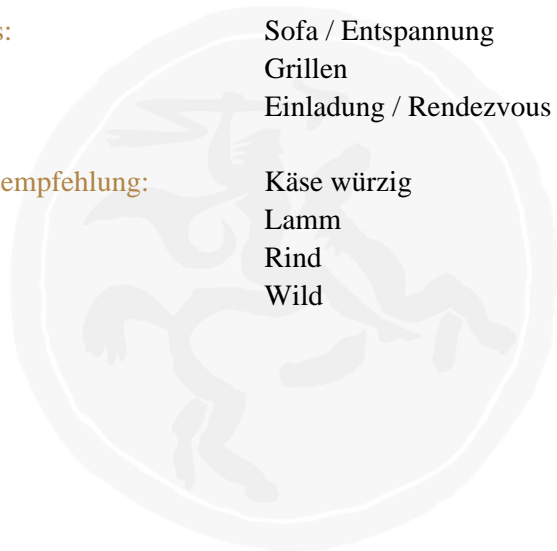 s: Sofa / Entspannung
Grillen
Einladung / Rendezvous
empfehlung: Käse würzig
Lamm
Rind
Wild